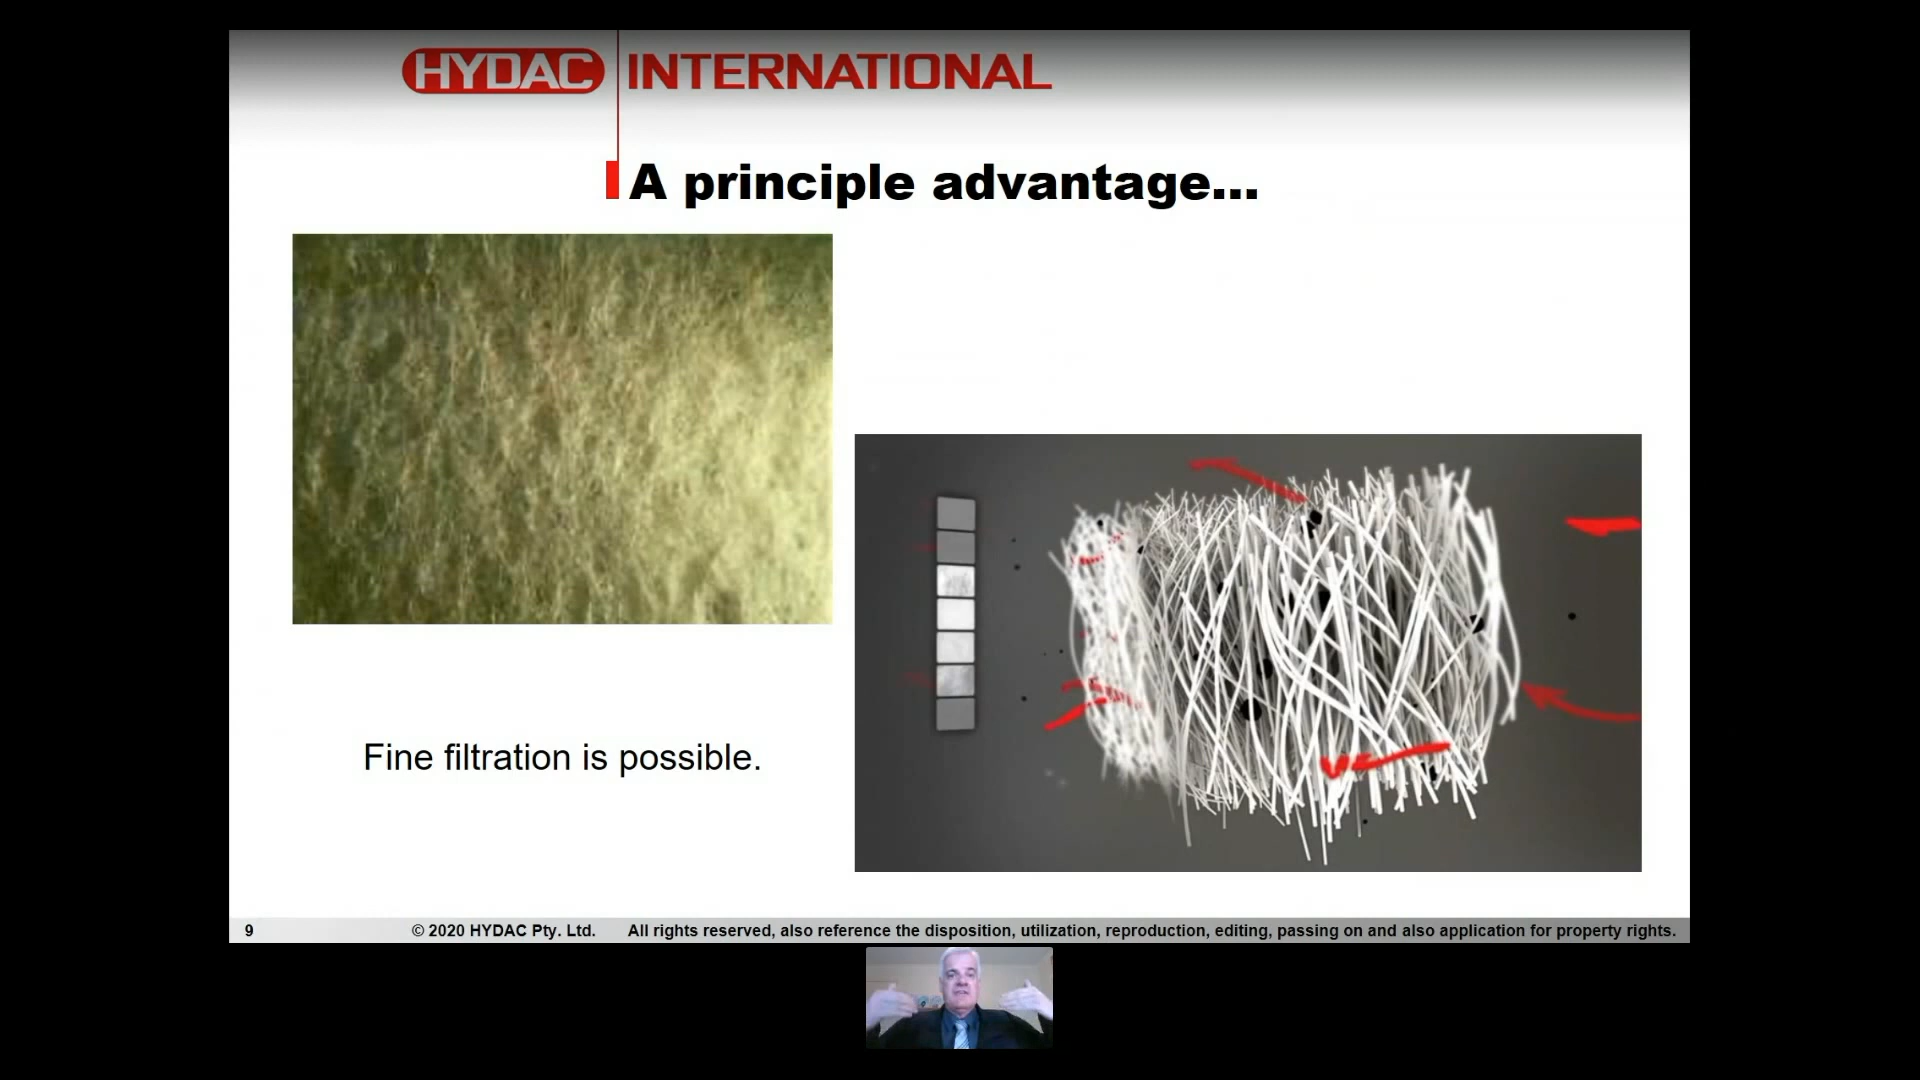 HYDAC INTERNATIONAL
A principle advantage...
Fine filtration is possible.
9 © 2020 HYDAC Pty. Ltd. All rights reserved, also reference the disposition, utilization, reproduction, editing, passing on and also application for property rights.